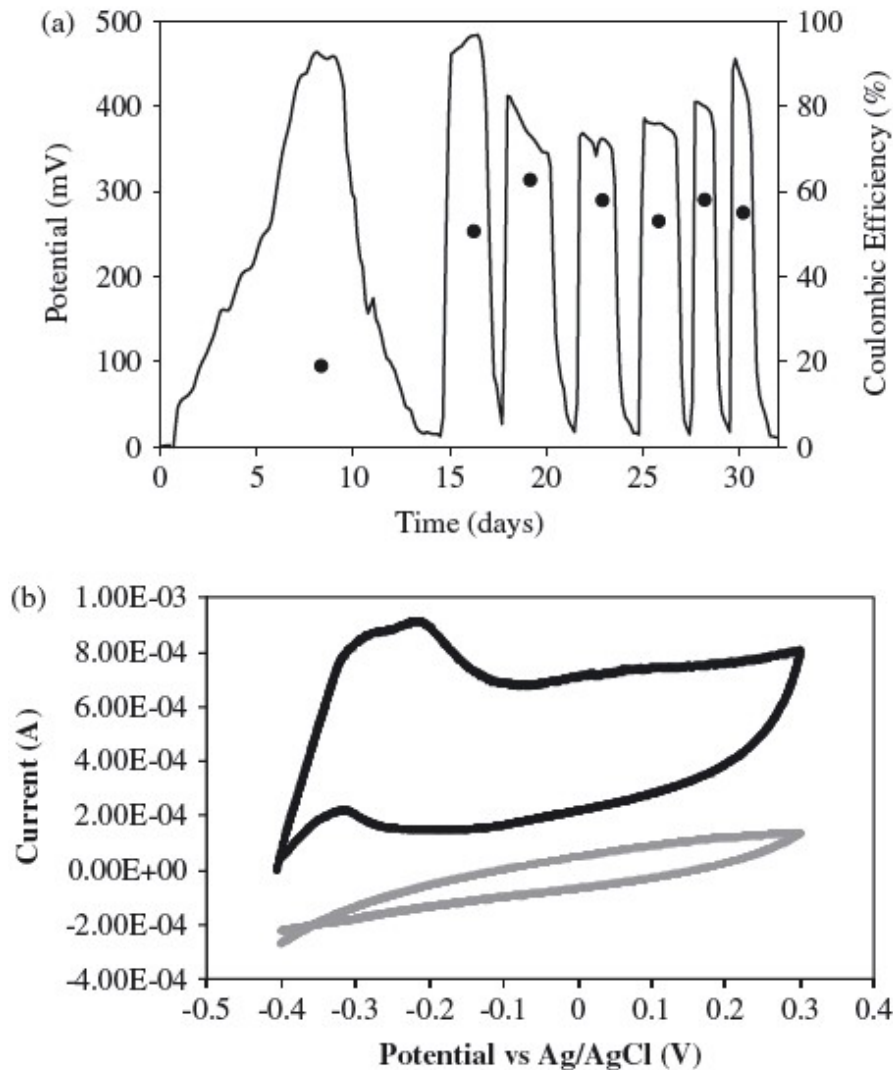 (a)
500
400
300
200
100
0
Potential (mV)
100
80
60
40
20
0
Coulombic Efficiency (%)
0 5 10 15 20 25 30
Time (days)
(b)
1.00E-03
8.00E-04
6.00E-04
4.00E-04
2.00E-04
0.00E+00
-2.00E-04
-4.00E-04
Current (A)
-0.5 -0.4 -0.3 -0.2 -0.1 0 0.1 0.2 0.3 0.4
Potential vs Ag/AgCl (V)